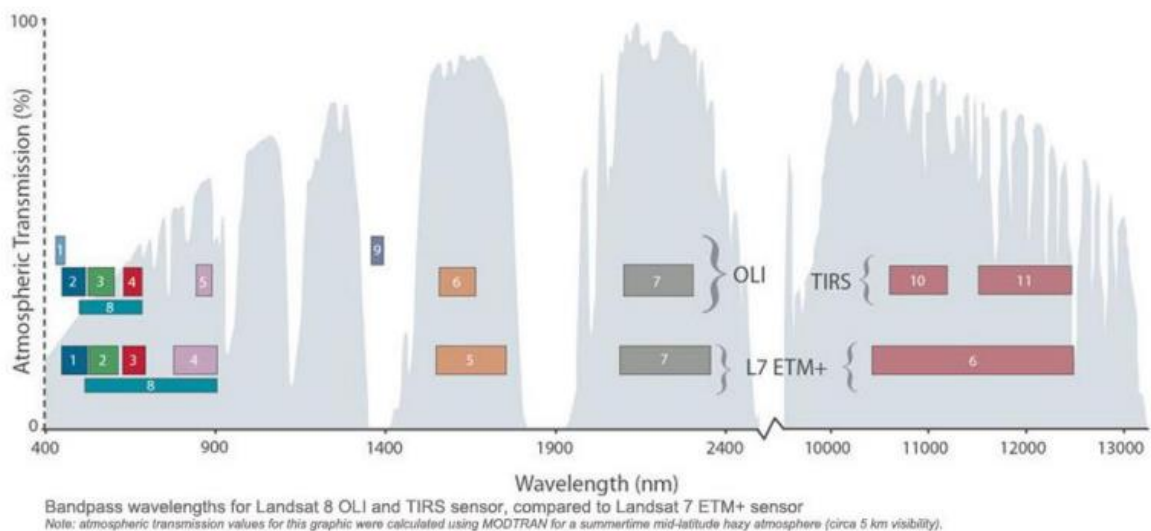 100
Atmospheric Transmission (%)
0
1
9
2 3 4 5 6 7 OLI TIRS 10 11
8
1 2 3 4 5 7 L7 ETM+ 6
8
400 900 1400 1900 2400 10000 11000 12000 13000
Wavelength (nm)
Bandpass wavelengths for Landsat 8 OLI and TIRS sensor, compared to Landsat 7 ETM+ sensor
Note: atmospheric transmission values for this graphic were calculated using MODTRAN for a summertime mid-latitude hazy atmosphere (circa 5 km visibility).